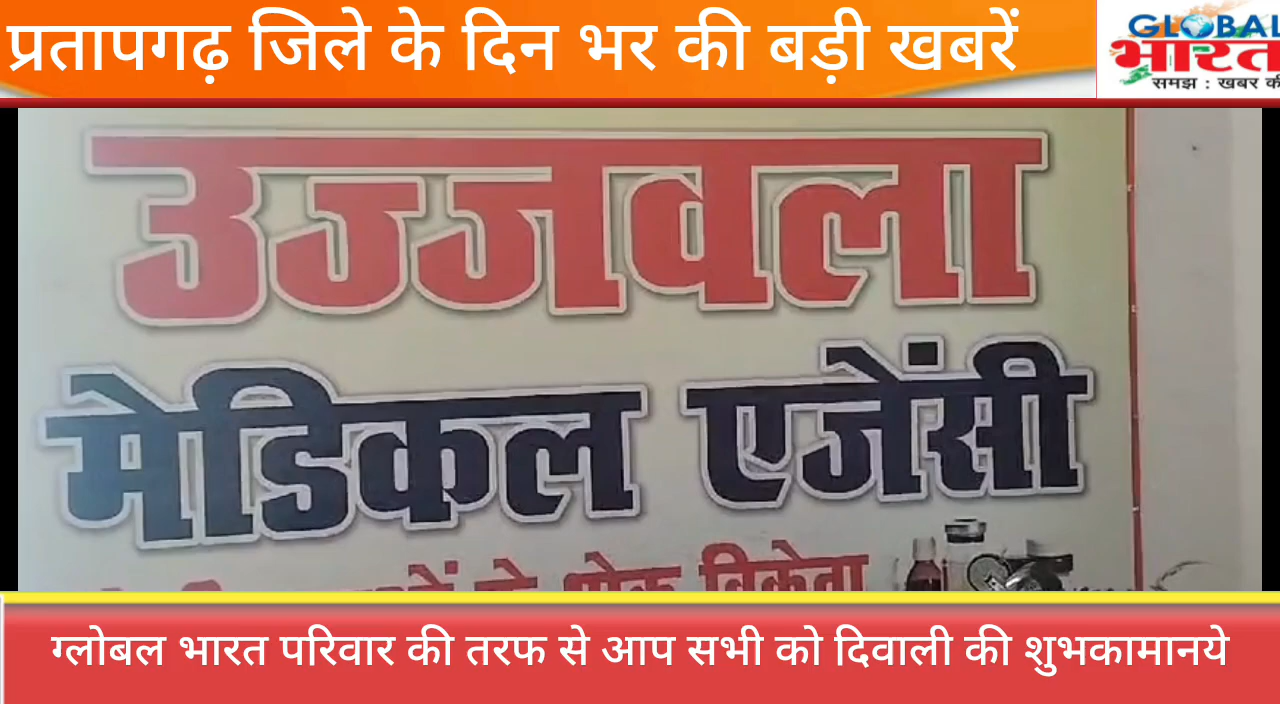 प्रतापगढ़ जिले के दिन भर की बड़ी खबरें
GLOBAL
भारत
समझ : खबर की
उज्जवला
मेडिकल एजेंसी
के थोक विक्रेता
ग्लोबल भारत परिवार की तरफ से आप सभी को दिवाली की शुभकामानये